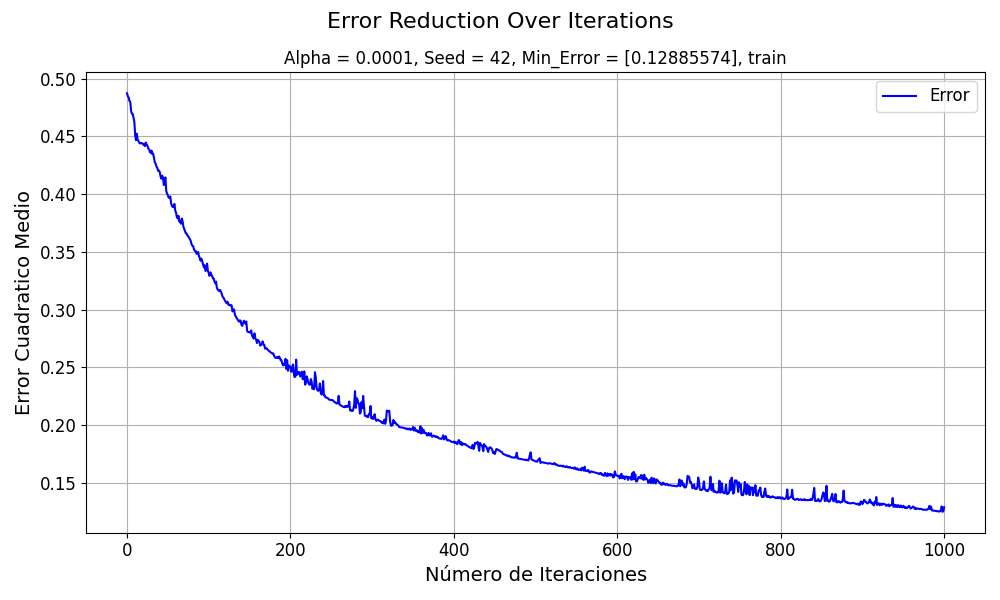 Error Reduction Over Iterations
Alpha = 0.0001, Seed = 42, Min_Error = [0.12885574], train
Error
Error Cuadratico Medio
0.50
0.45
0.40
0.35
0.30
0.25
0.20
0.15
0
200
400
600
800
1000
Número de Iteraciones